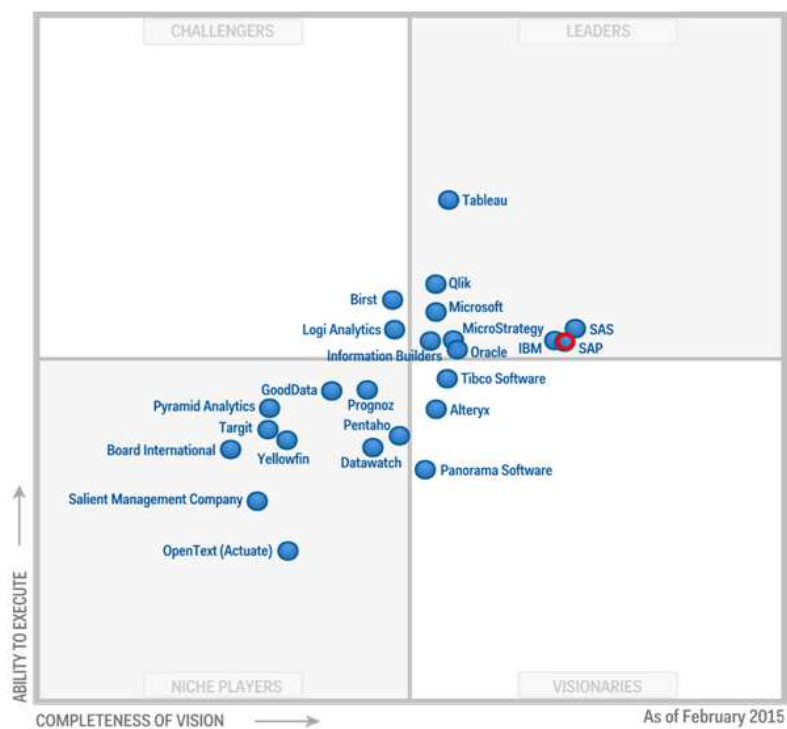 CHALLENGERS
LEADERS
Tableau
Qlik
Birst
Microsoft
Logi Analytics
MicroStrategy
SAS
Information Builders
Oracle
IBM
SAP
Tibco Software
GoodData
Prognoz
Pyramid Analytics
Alteryx
Targit
Pentaho
Board International
Yellowfin
Datawatch
Panorama Software
Salient Management Company
OpenText (Actuate)
ABILITY TO EXECUTE
NICHE PLAYERS
VISIONARIES
COMPLETENESS OF VISION
As of February 2015